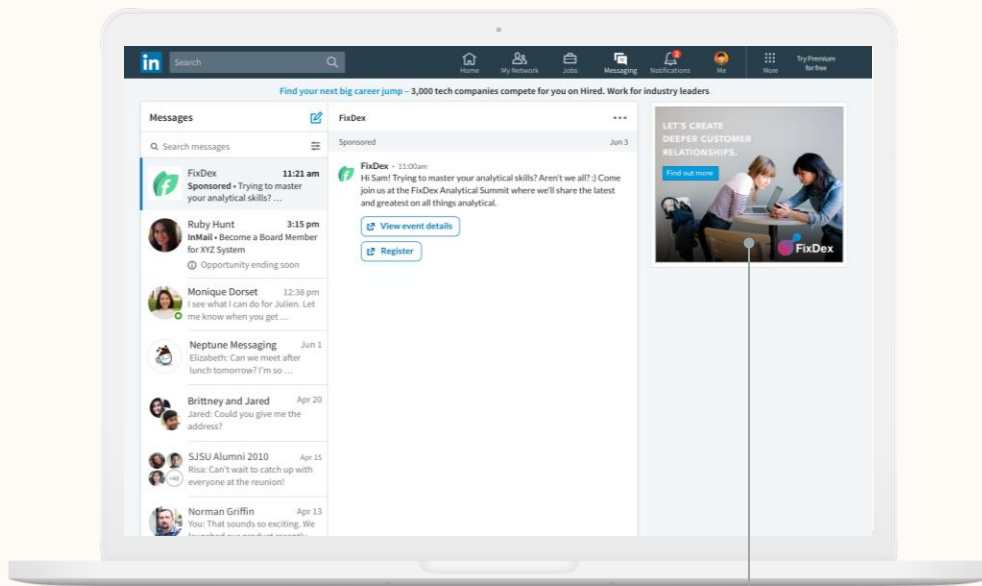 in
Search
Home
My Network
Jobs
Messaging
2
Notifications
Me
More
Try Premium
for free
Find your next big career jump – 3,000 tech companies compete for you on Hired. Work for industry leaders
Messages
Search messages
FixDex 11:21 am
Sponsored • Trying to master
your analytical skills? …
Ruby Hunt 3:15 pm
InMail • Become a Board Member
for XYZ System
Opportunity ending soon
Monique Dorset 12:38 pm
I see what I can do for Julien. Let
me know when you get …
Neptune Messaging Jun 1
Elizabeth: Can we meet after
lunch tomorrow? I'm so …
Brittney and Jared Apr 20
Jared: Could you give me the
address?
SJSU Alumni 2010 Apr 15
+48
Risa: Can't wait to catch up with
everyone at the reunion!
Norman Griffin Apr 13
You: That sounds so exciting. We
launched our product recently
FixDex
Sponsored Jun 3
FixDex • 11:00am
Hi Sam! Trying to master your analytical skills? Aren't we all? :) Come
join us at the FixDex Analytical Summit where we'll share the latest
and greatest on all things analytical.
View event details
Register
LET'S CREATE
DEEPER CUSTOMER
RELATIONSHIPS.
Find out more
FixDex